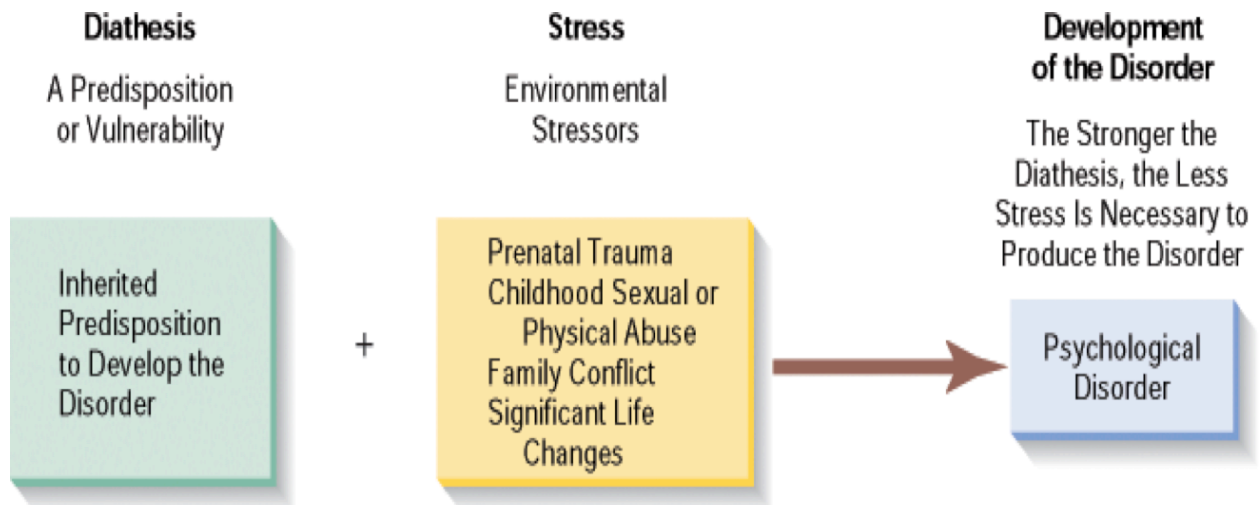 Diathesis
A Predisposition
or Vulnerability
Inherited
Predisposition
to Develop the
Disorder
+
Stress
Environmental
Stressors
Prenatal Trauma
Childhood Sexual or
Physical Abuse
Family Conflict
Significant Life
Changes
Development
of the Disorder
The Stronger the
Diathesis, the Less
Stress Is Necessary to
Produce the Disorder
Psychological
Disorder